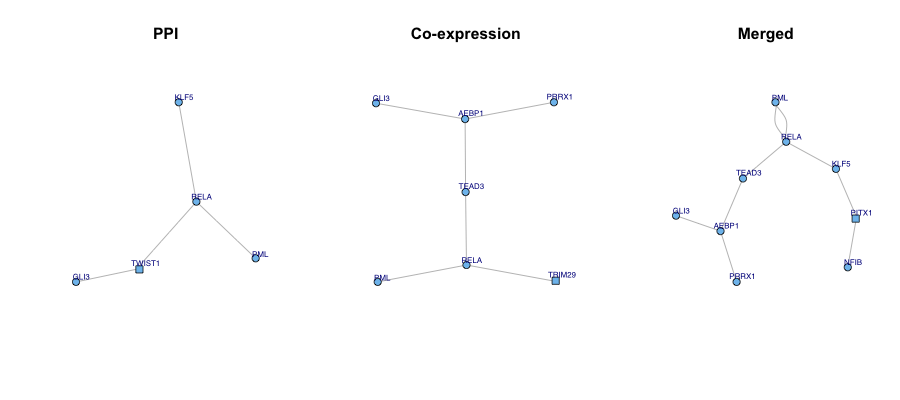 PPI
KLF5
RELA
TWIST1
PML
GLI3
Co-expression
GLI3
PRRX1
AEBP1
TEAD3
RELA
PML
TRIM29
Merged
PML
RELA
KLF5
TEAD3
GLI3
PITX1
AEBP1
NFIB
PRRX1